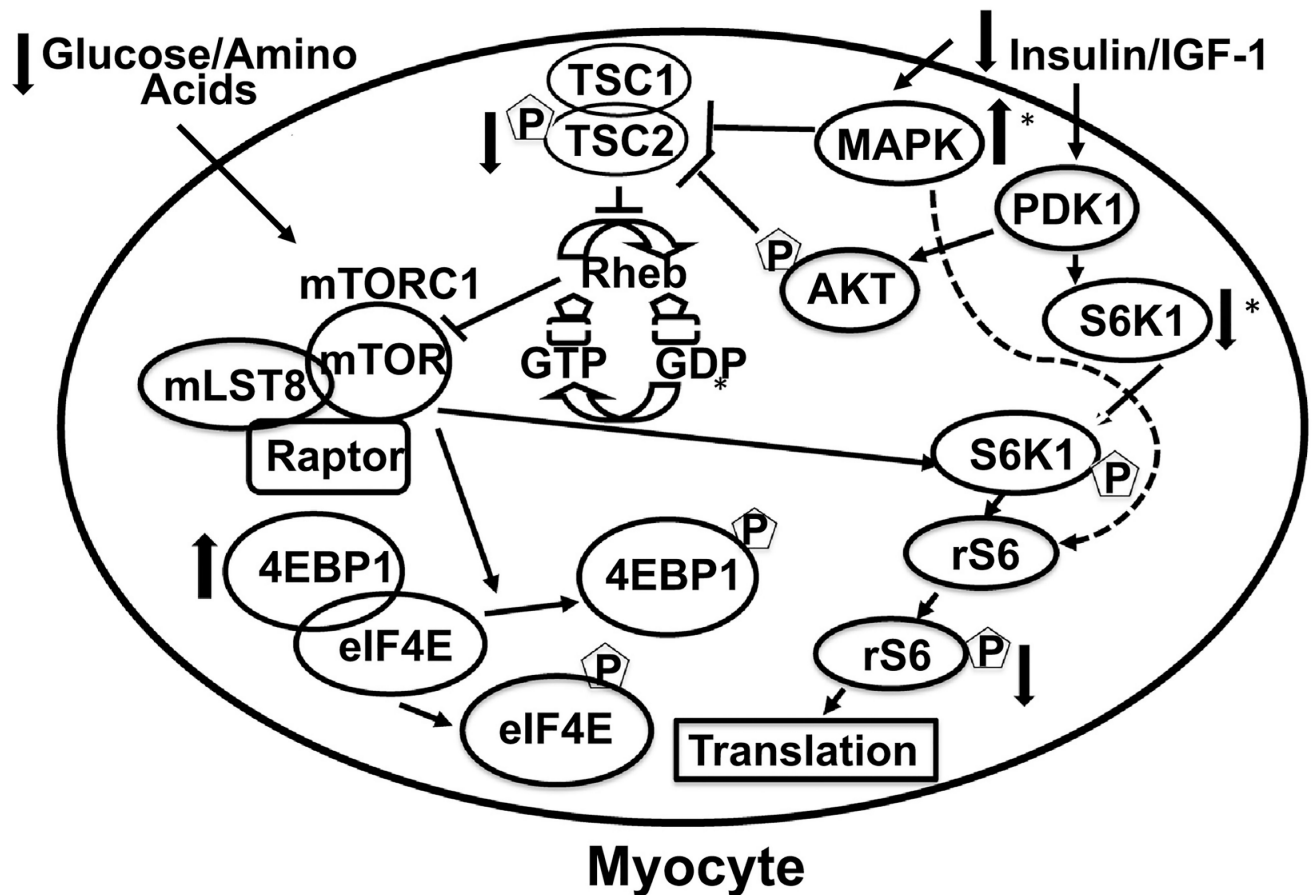 Glucose/Amino
Acids
Insulin/IGF-1
TSC1
P
TSC2
MAPK
*
PDK1
P
AKT
S6K1
*
Rheb
mTORC1
mTOR
GTP
GDP
*
mLST8
Raptor
S6K1
P
rS6
4EBP1
P
4EBP1
eIF4E
rS6
P
P
eIF4E
Translation
Myocyte